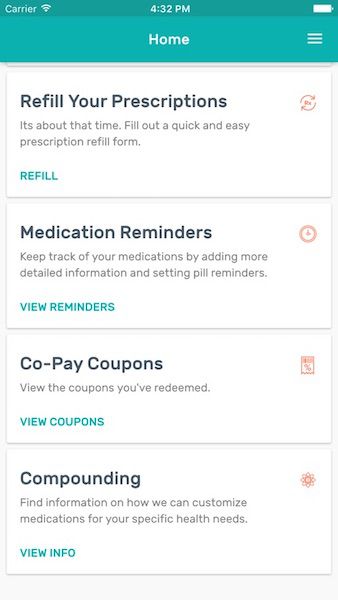 Carrier 4:32 PM
Home
Refill Your Prescriptions
Rx
Its about that time. Fill out a quick and easy
prescription refill form.
REFILL
Medication Reminders
Keep track of your medications by adding more
detailed information and setting pill reminders.
VIEW REMINDERS
Co-Pay Coupons
%
View the coupons you've redeemed.
VIEW COUPONS
Compounding
Find information on how we can customize
medications for your specific health needs.
VIEW INFO